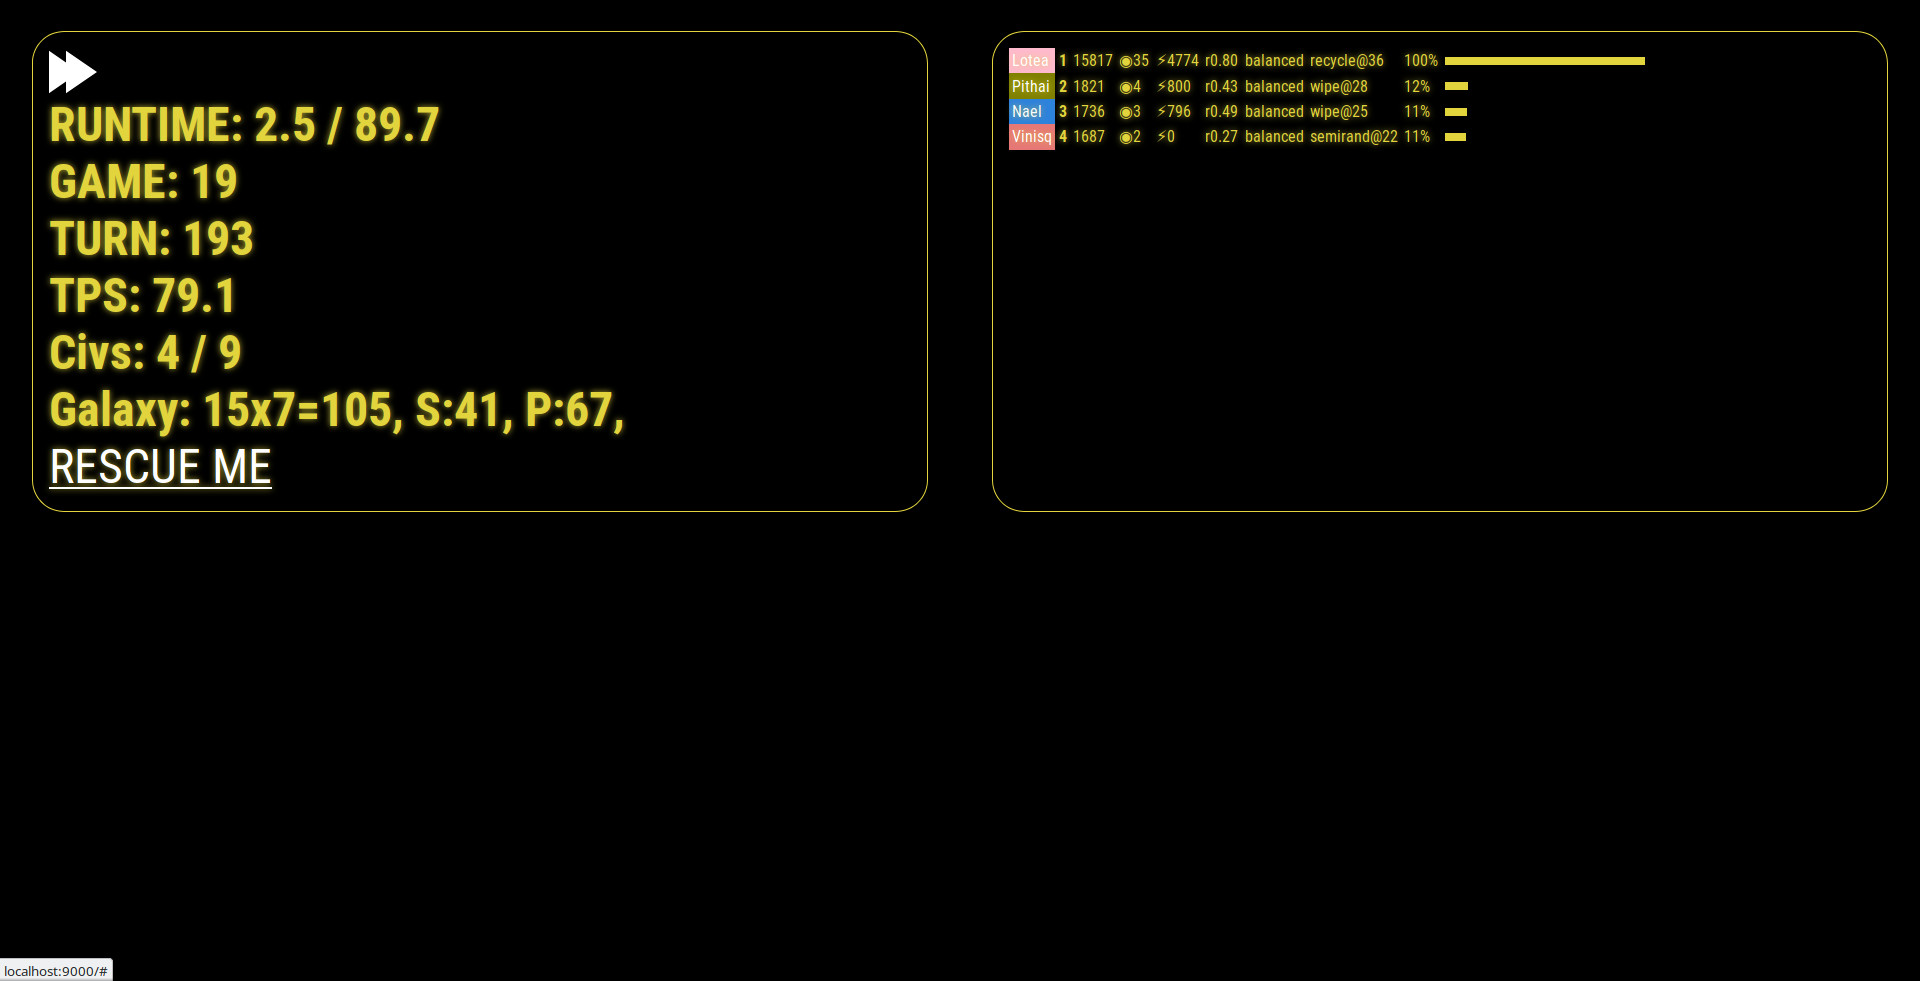 RUNTIME: 2.5 / 89.7
GAME: 19
TURN: 193
TPS: 79.1
Civs: 4 / 9
Galaxy: 15x7=105, S:41, P:67,
RESCUE ME
Lotea 1 15817 ◉35 ⚡4774 r0.80 balanced recycle@36 100%
Pithai 2 1821 ◉4 ⚡800 r0.43 balanced wipe@28 12%
Nael 3 1736 ◉3 ⚡796 r0.49 balanced wipe@25 11%
Vinisq 4 1687 ◉2 ⚡0 r0.27 balanced semirand@22 11%
localhost:9000/#